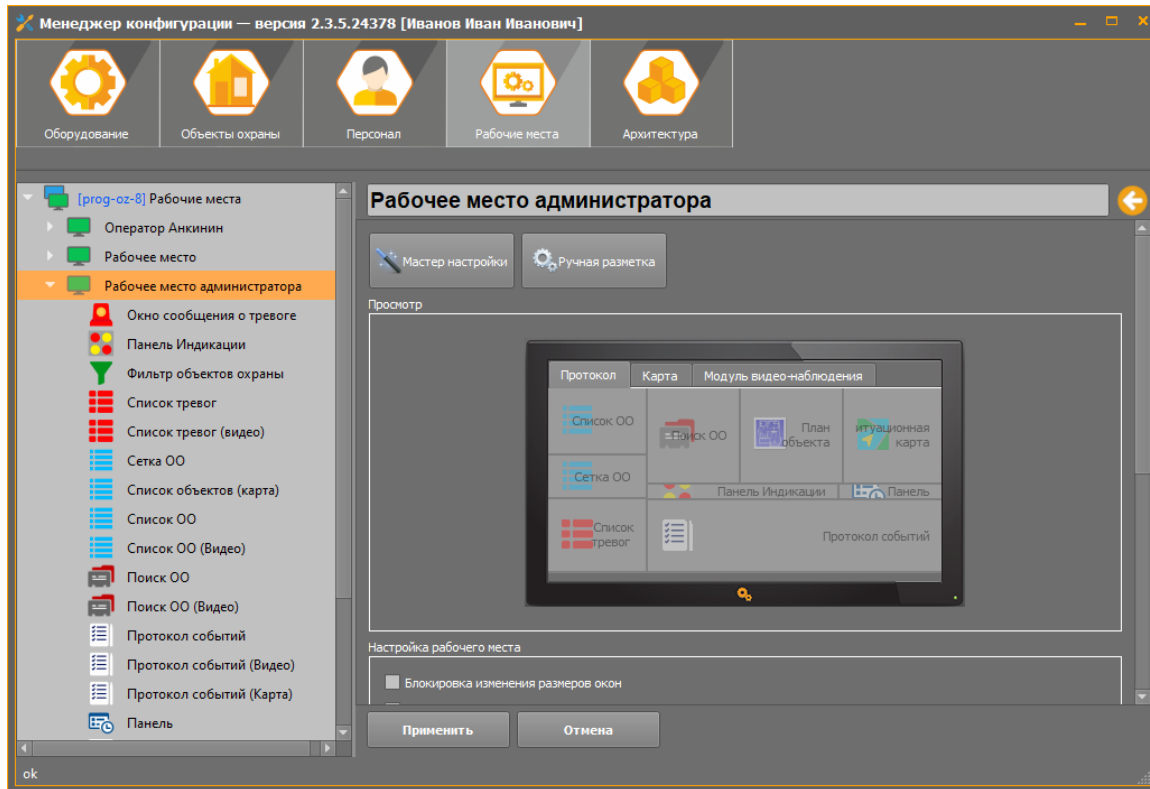 Менеджер конфигурации — версия 2.3.5.24378 [Иванов Иван Иванович]
Оборудование
Объекты охраны
Персонал
Рабочие места
Архитектура
[prog-oz-8] Рабочие места
Оператор Анкинин
Рабочее место
Рабочее место администратора
Окно сообщения о тревоге
Панель Индикации
Фильтр объектов охраны
Список тревог
Список тревог (видео)
Сетка ОО
Список объектов (карта)
Список ОО
Список ОО (Видео)
Поиск ОО
Поиск ОО (Видео)
Протокол событий
Протокол событий (Видео)
Протокол событий (Карта)
Панель
Рабочее место администратора
Мастер настройки
Ручная разметка
Просмотр
Протокол
Карта
Модуль видео-наблюдения
Список ОО
Поиск ОО
План
объекта
итуационная
карта
Сетка ОО
Панель Индикации
Панель
Список
тревог
Протокол событий
Настройка рабочего места
Блокировка изменения размеров окон
Применить
Отмена
ok